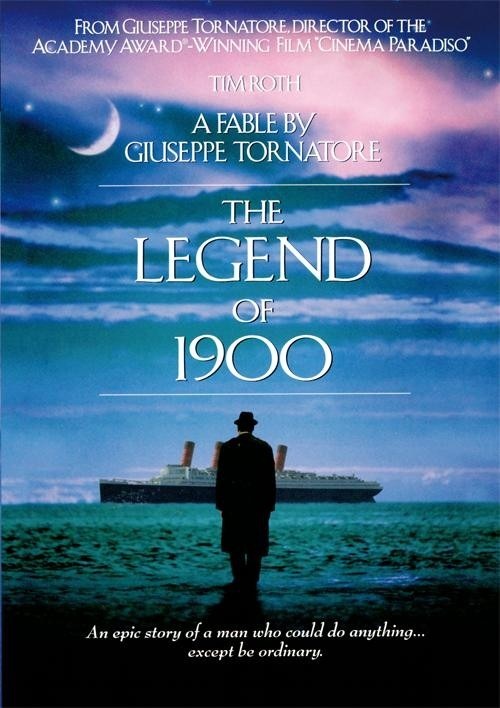 FROM GIUSEPPE TORNATORE, DIRECTOR OF THE
ACADEMY AWARD®-WINNING FILM "CINEMA PARADISO"
TIM ROTH
A FABLE BY
GIUSEPPE TORNATORE
THE
LEGEND
OF
1900
An epic story of a man who could do anything...
except be ordinary.